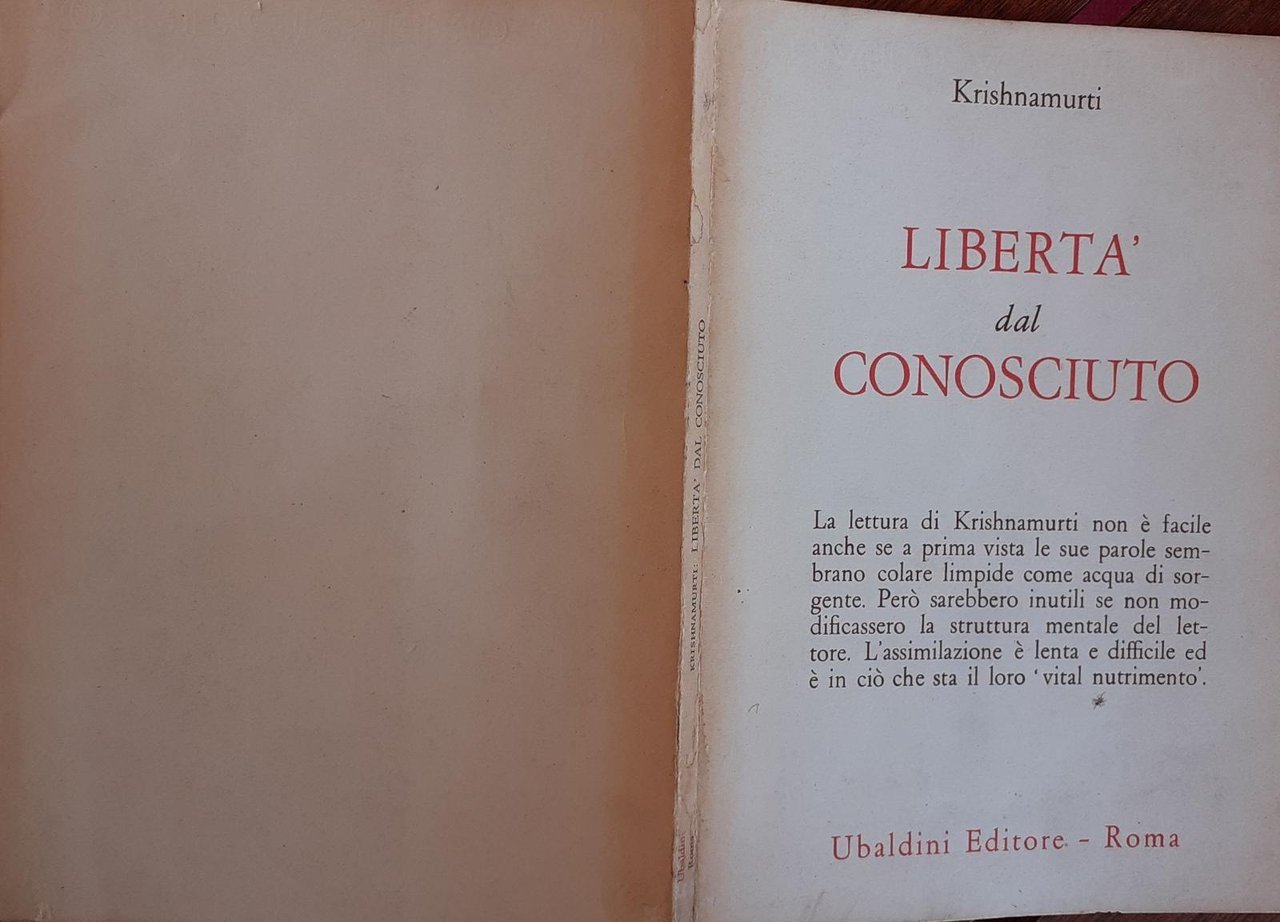 Krishnamurti
LIBERTA'
dal
CONOSCIUTO
La lettura di Krishnamurti non è facile
anche se a prima vista le sue parole sem-
brano colare limpide come acqua di sor-
gente. Però sarebbero inutili se non mo-
dificassero la struttura mentale del let-
tore. L'assimilazione è lenta e difficile ed
è in ciò che sta il loro 'vital nutrimento'.
Ubaldini Editore - Roma
KRISHNAMURTI: LIBERTA' DAL CONOSCIUTO
Ubaldini
Roma